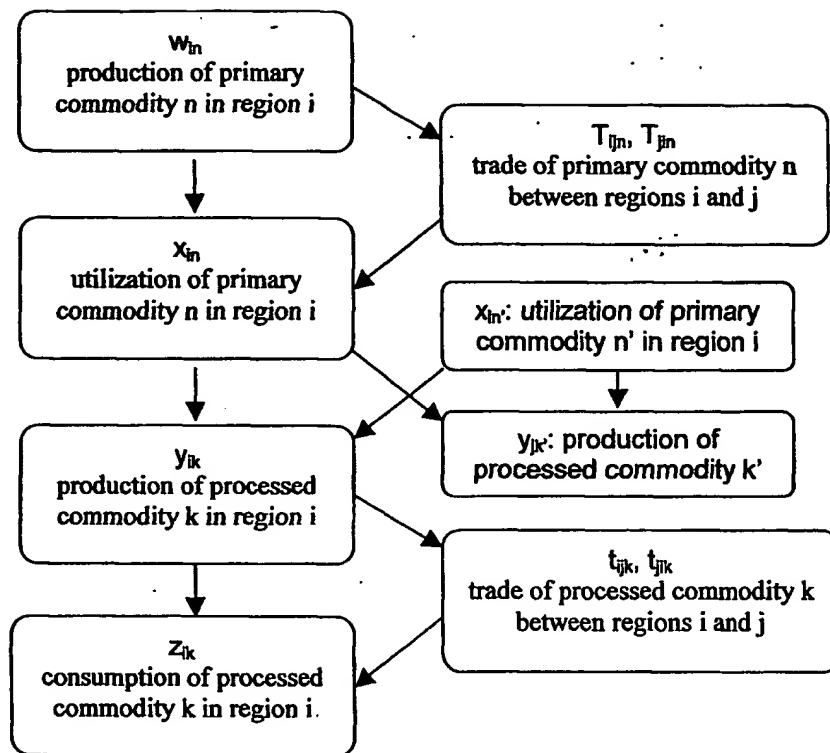 w_in
production of primary
commodity n in region i
T_ijn, T_jin
trade of primary commodity n
between regions i and j
x_in
utilization of primary
commodity n in region i
x_in': utilization of primary
commodity n' in region i
y_ik
production of processed
commodity k in region i
y_ik': production of
processed commodity k'
t_ijk, t_jik
trade of processed commodity k
between regions i and j
z_ik
consumption of processed
commodity k in region i.